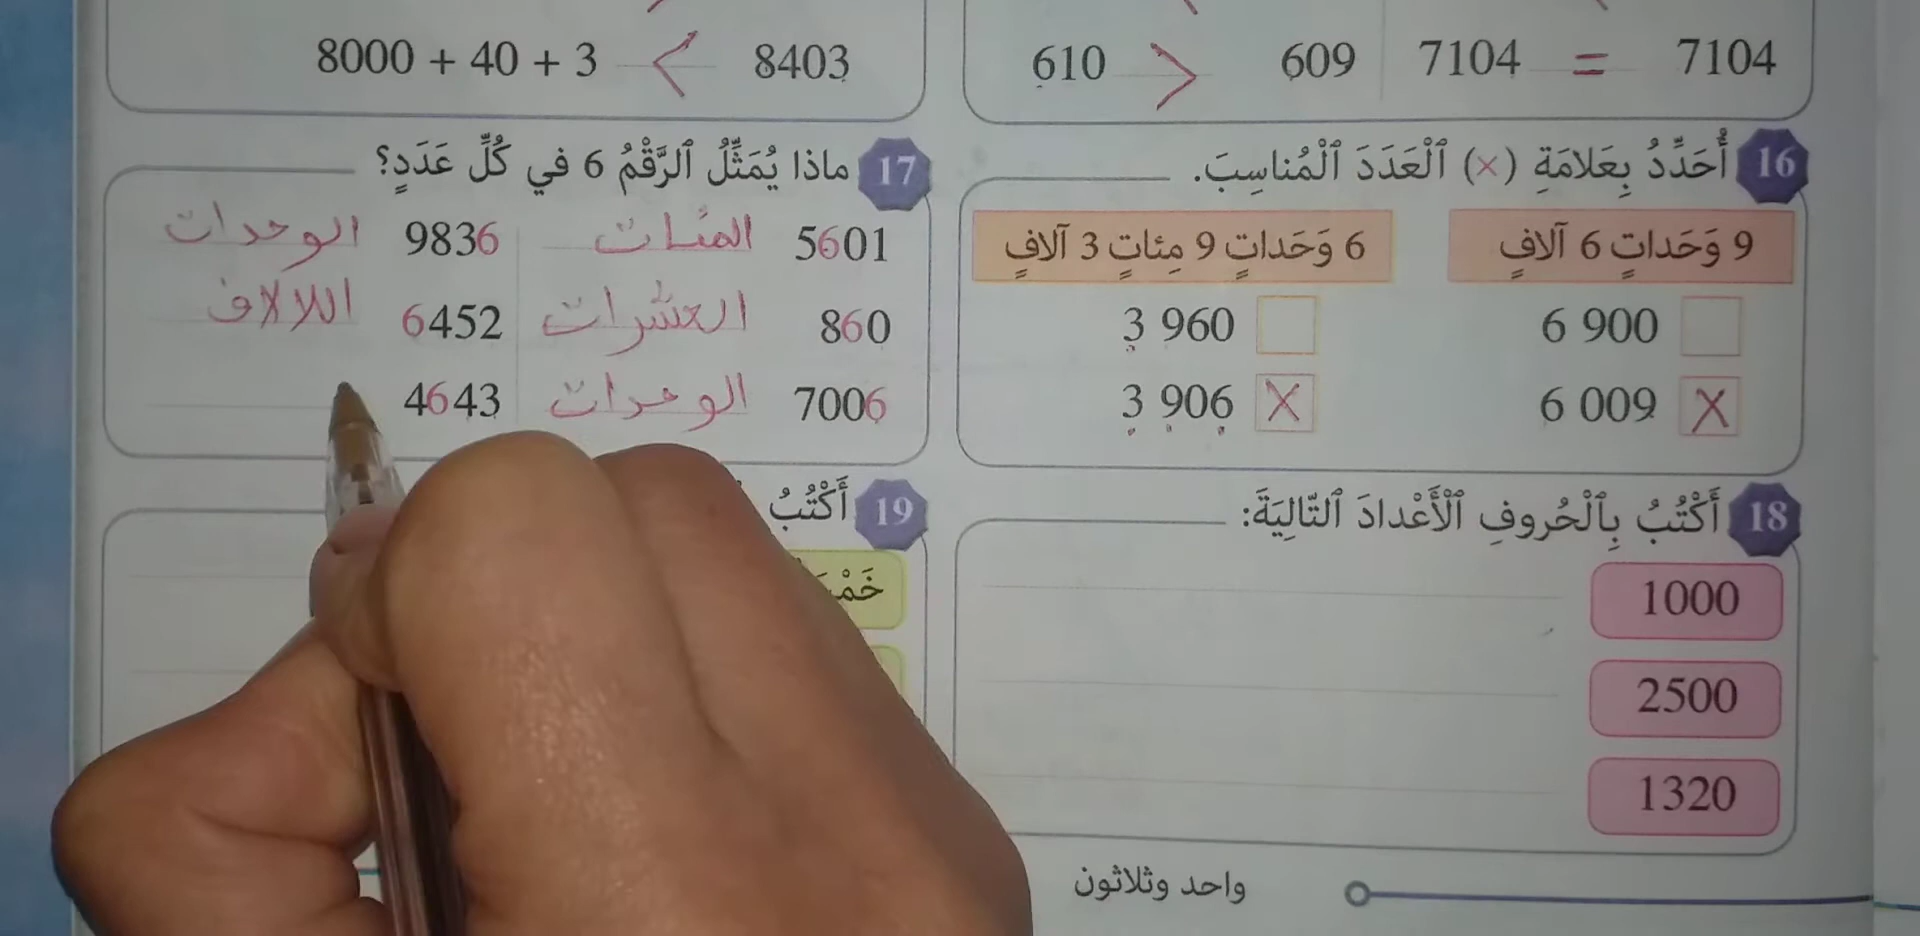 610 > 609
7104 = 7104
8000 + 40 + 3 < 8403
16 أُحَدِّدُ بِعَلامَةِ (×) ٱلْعَدَدَ ٱلْمُناسِبَ.
9 وَحَداتٍ 6 آلافٍ
6 900
6 009 X
6 وَحَداتٍ 9 مِئاتٍ 3 آلافٍ
3 960
3 906 X
17 ماذا يُمَثِّلُ ٱلرَّقْمُ 6 في كُلِّ عَدَدٍ؟
5601 المئات
9836 الوحدات
860 العشرات
6452 اللالاف
7006 الوحدات
4643
18 أَكْتُبُ بِٱلْحُروفِ ٱلْأَعْدادَ ٱلتّالِيَةَ:
1000
2500
1320
19 أَكْتُبُ
واحد وثلاثون